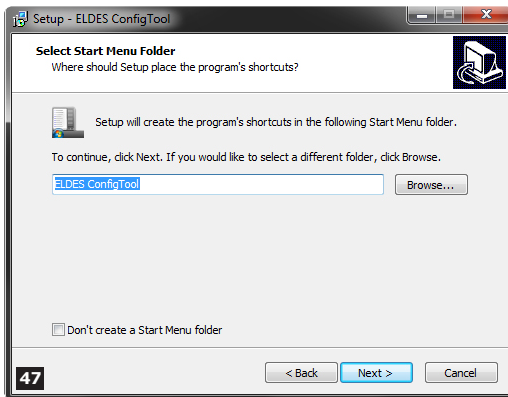 Setup - ELDES ConfigTool
Select Start Menu Folder
Where should Setup place the program's shortcuts?
Setup will create the program's shortcuts in the following Start Menu folder.
To continue, click Next. If you would like to select a different folder, click Browse.
ELDES ConfigTool
Browse...
Don't create a Start Menu folder
< Back
Next >
Cancel
47